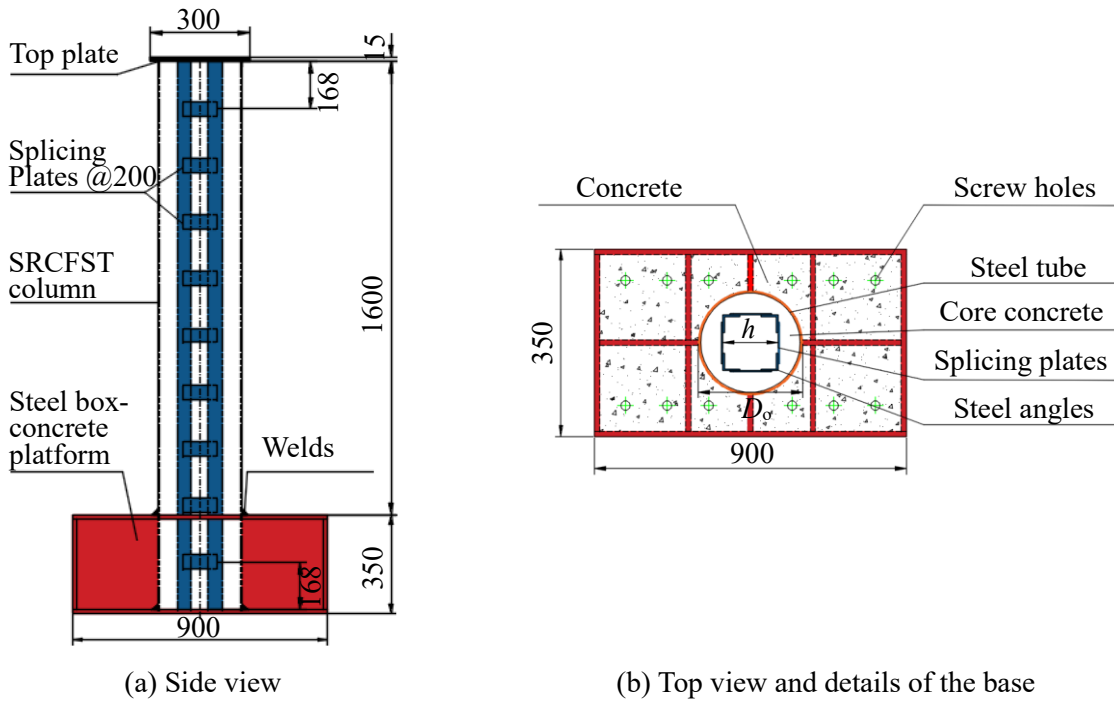 300
Top plate
15
168
Splicing
Plates @200
SRCFST
column
1600
Steel box-
concrete
platform
Welds
350
168
900
(a) Side view
Concrete
Screw holes
Steel tube
Core concrete
Splicing plates
Steel angles
h
Do
350
900
(b) Top view and details of the base